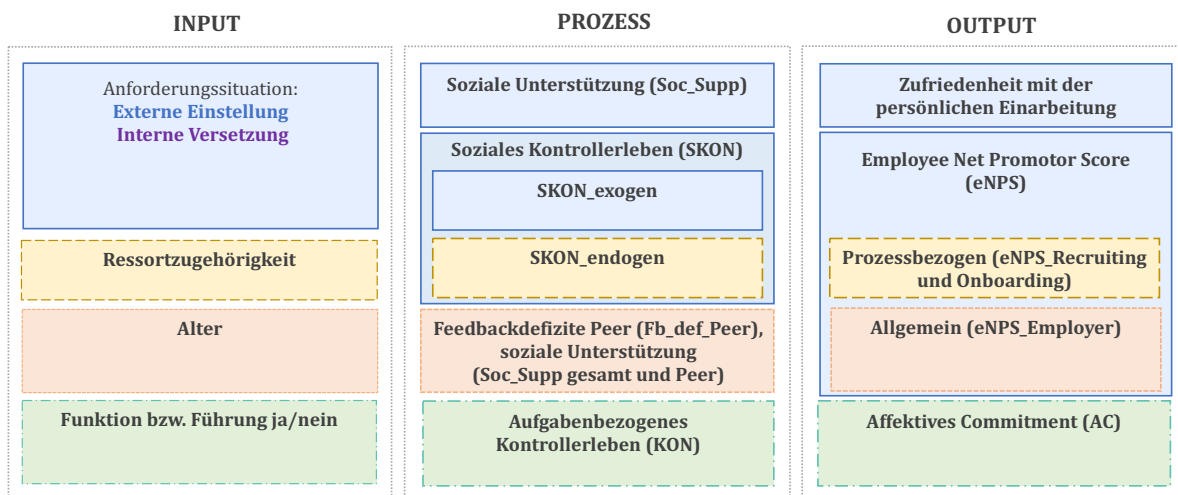 INPUT
Anforderungssituation:
Externe Einstellung
Interne Versetzung
Ressortzugehörigkeit
Alter
Funktion bzw. Führung ja/nein
PROZESS
Soziale Unterstützung (Soc_Supp)
Soziales Kontrollerleben (SKON)
SKON_exogen
SKON_endogen
Feedbackdefizite Peer (Fb_def_Peer),
soziale Unterstützung
(Soc_Supp gesamt und Peer)
Aufgabenbezogenes
Kontrollerleben (KON)
OUTPUT
Zufriedenheit mit der
persönlichen Einarbeitung
Employee Net Promotor Score
(eNPS)
Prozessbezogen (eNPS_Recruiting
und Onboarding)
Allgemein (eNPS_Employer)
Affektives Commitment (AC)